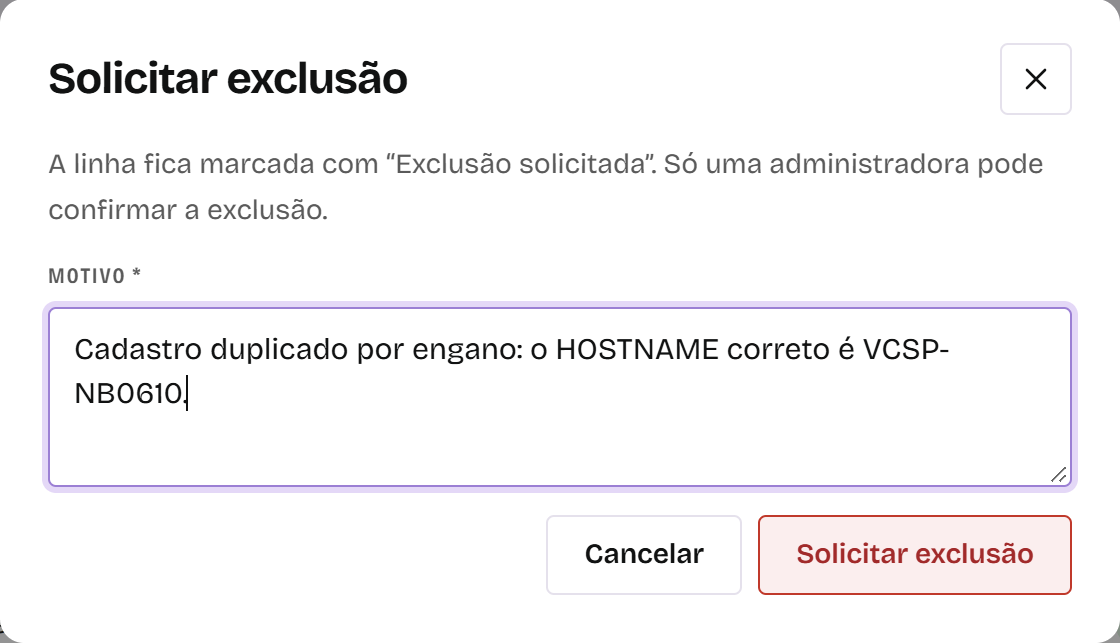 Solicitar exclusão
A linha fica marcada com “Exclusão solicitada”. Só uma administradora pode
confirmar a exclusão.
MOTIVO *
Cadastro duplicado por engano: o HOSTNAME correto é VCSP-
NB0610.
Cancelar
Solicitar exclusão